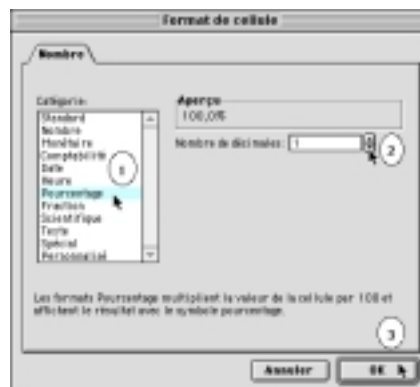 Format de cellule
Nombre
Catégorie:
Standard
Nombre
Monétaire
Comptabilité
Date
Heure
Pourcentage
Fraction
Scientifique
Texte
Spécial
Personnalisé
1
Aperçu
100,0%
Nombre de décimales: 1
2
Les formats Pourcentage multiplient la valeur de la cellule par 100 et
affichent le résultat avec le symbole pourcentage.
3
Annuler
OK